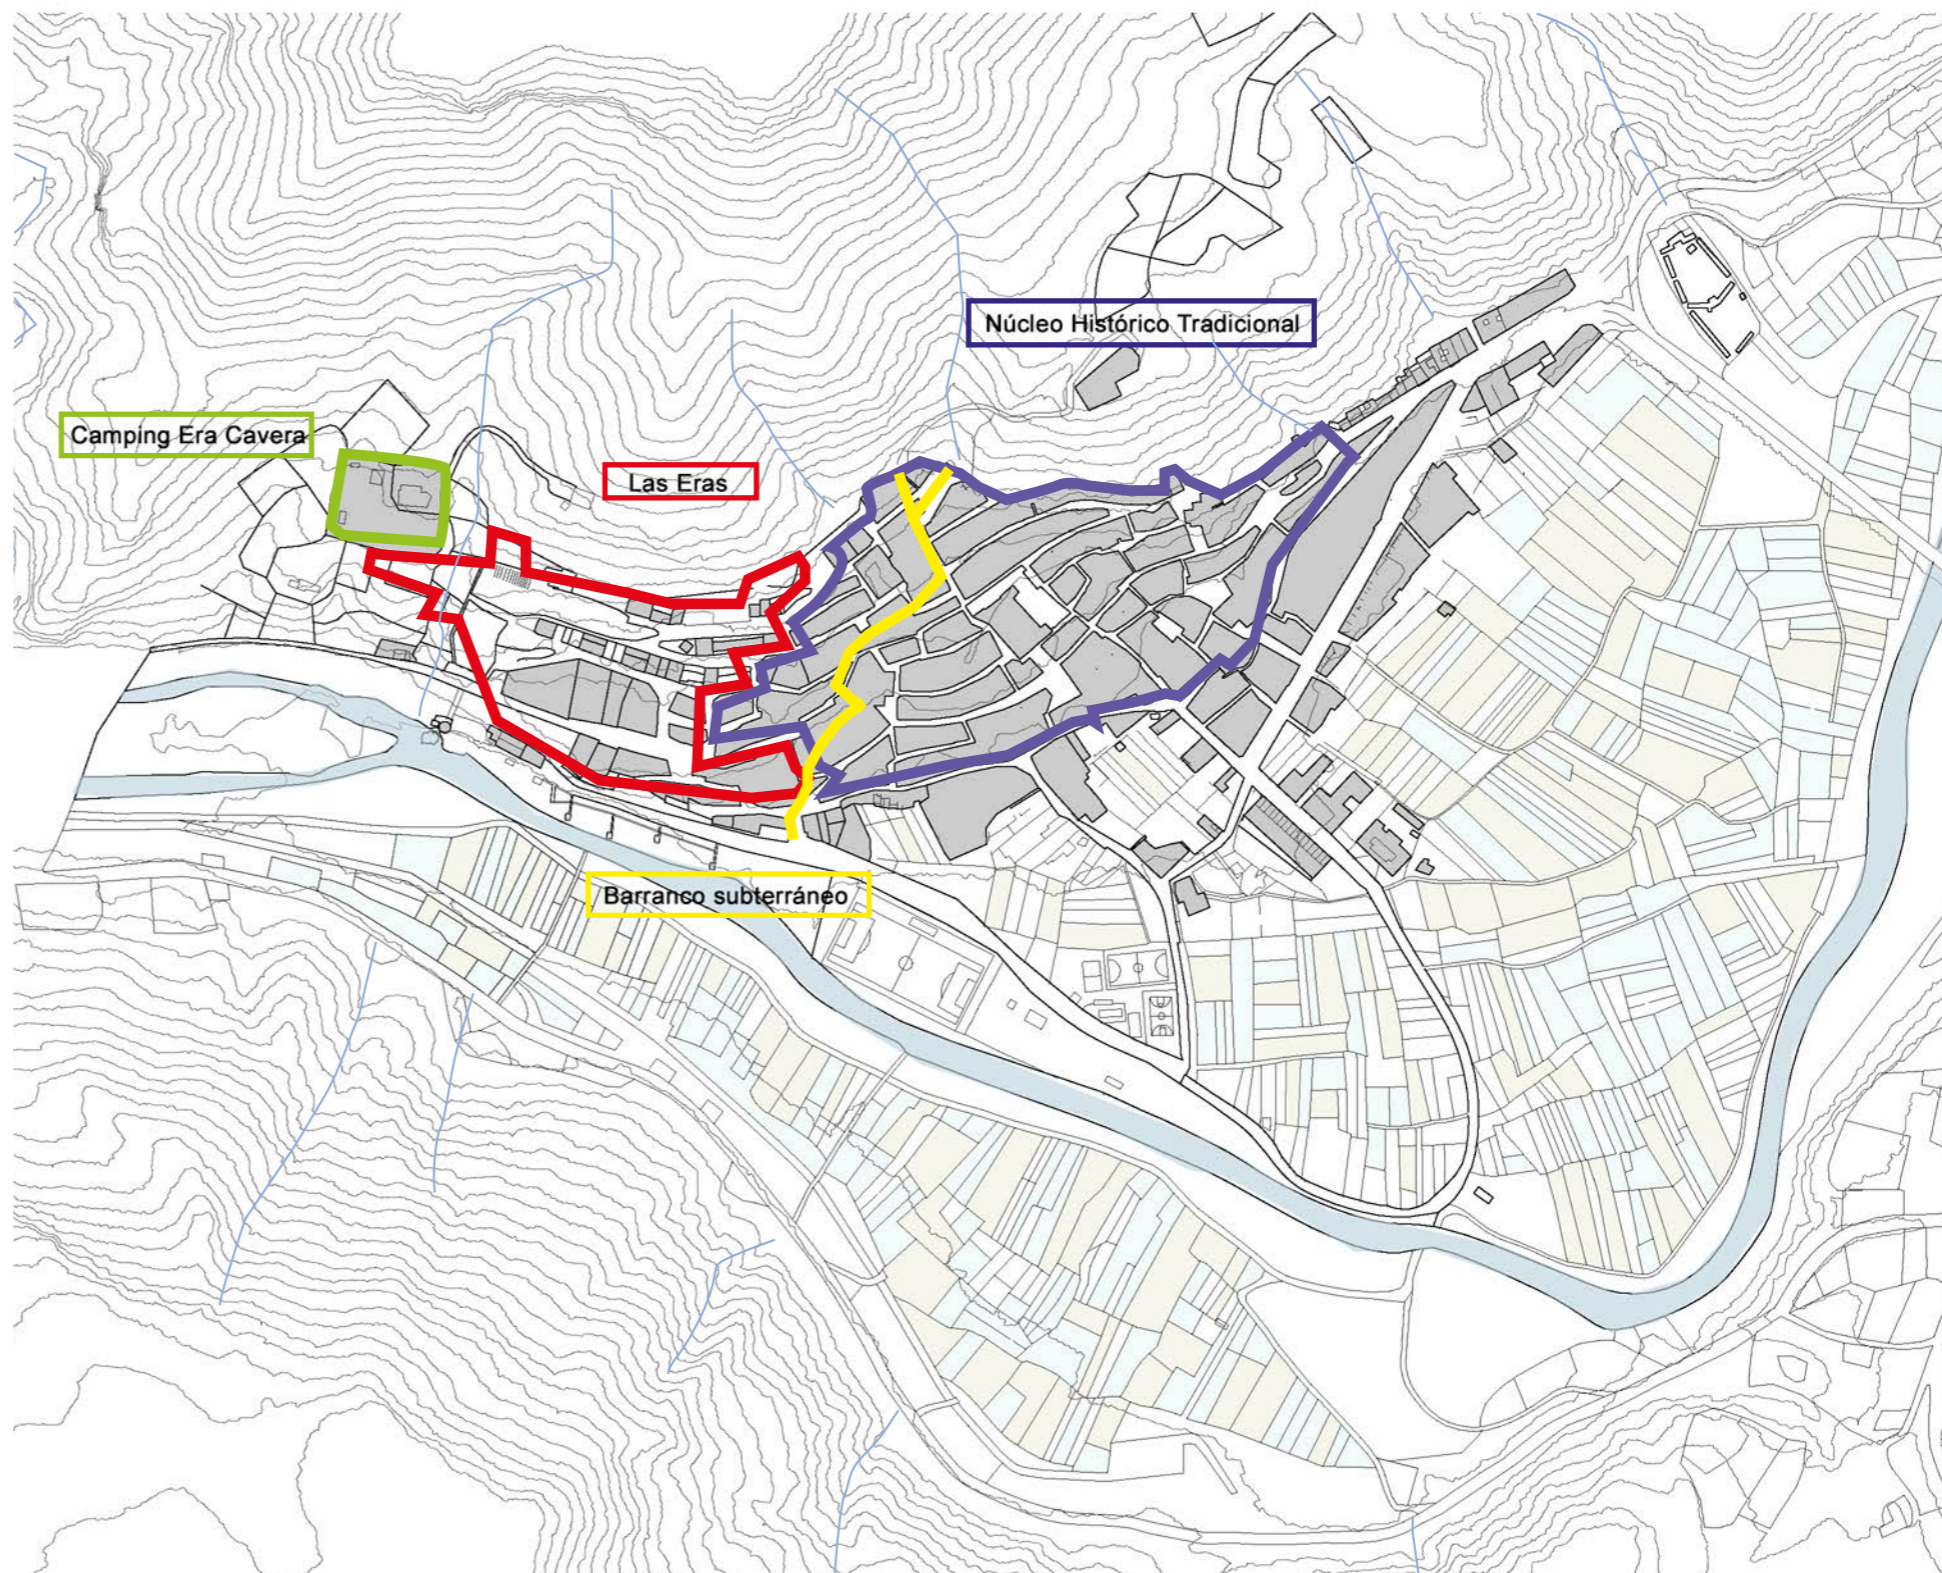 Núcleo Histórico Tradicional
Camping Era Cavera
Las Eras
Barranco subterráneo